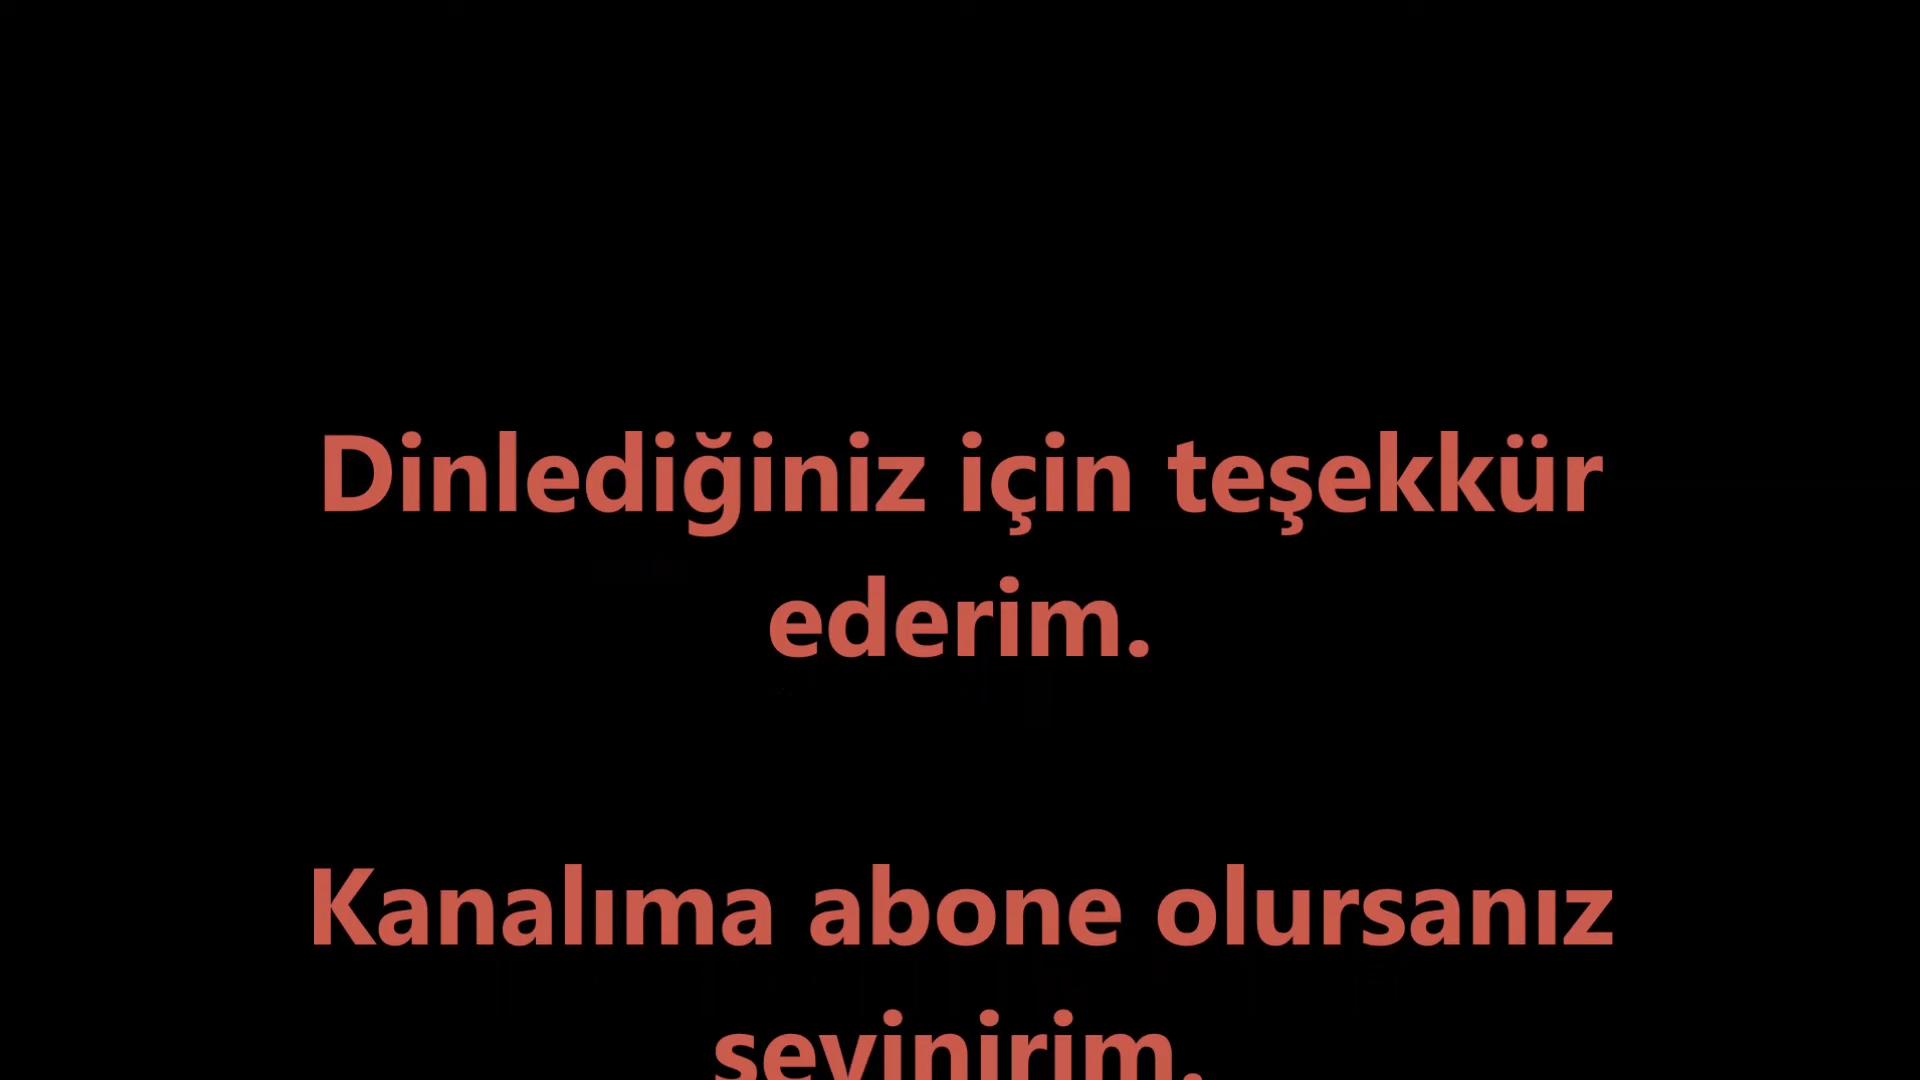 Dinlediğiniz için teşekkür
ederim.
Kanalıma abone olursanız
sevinirim.